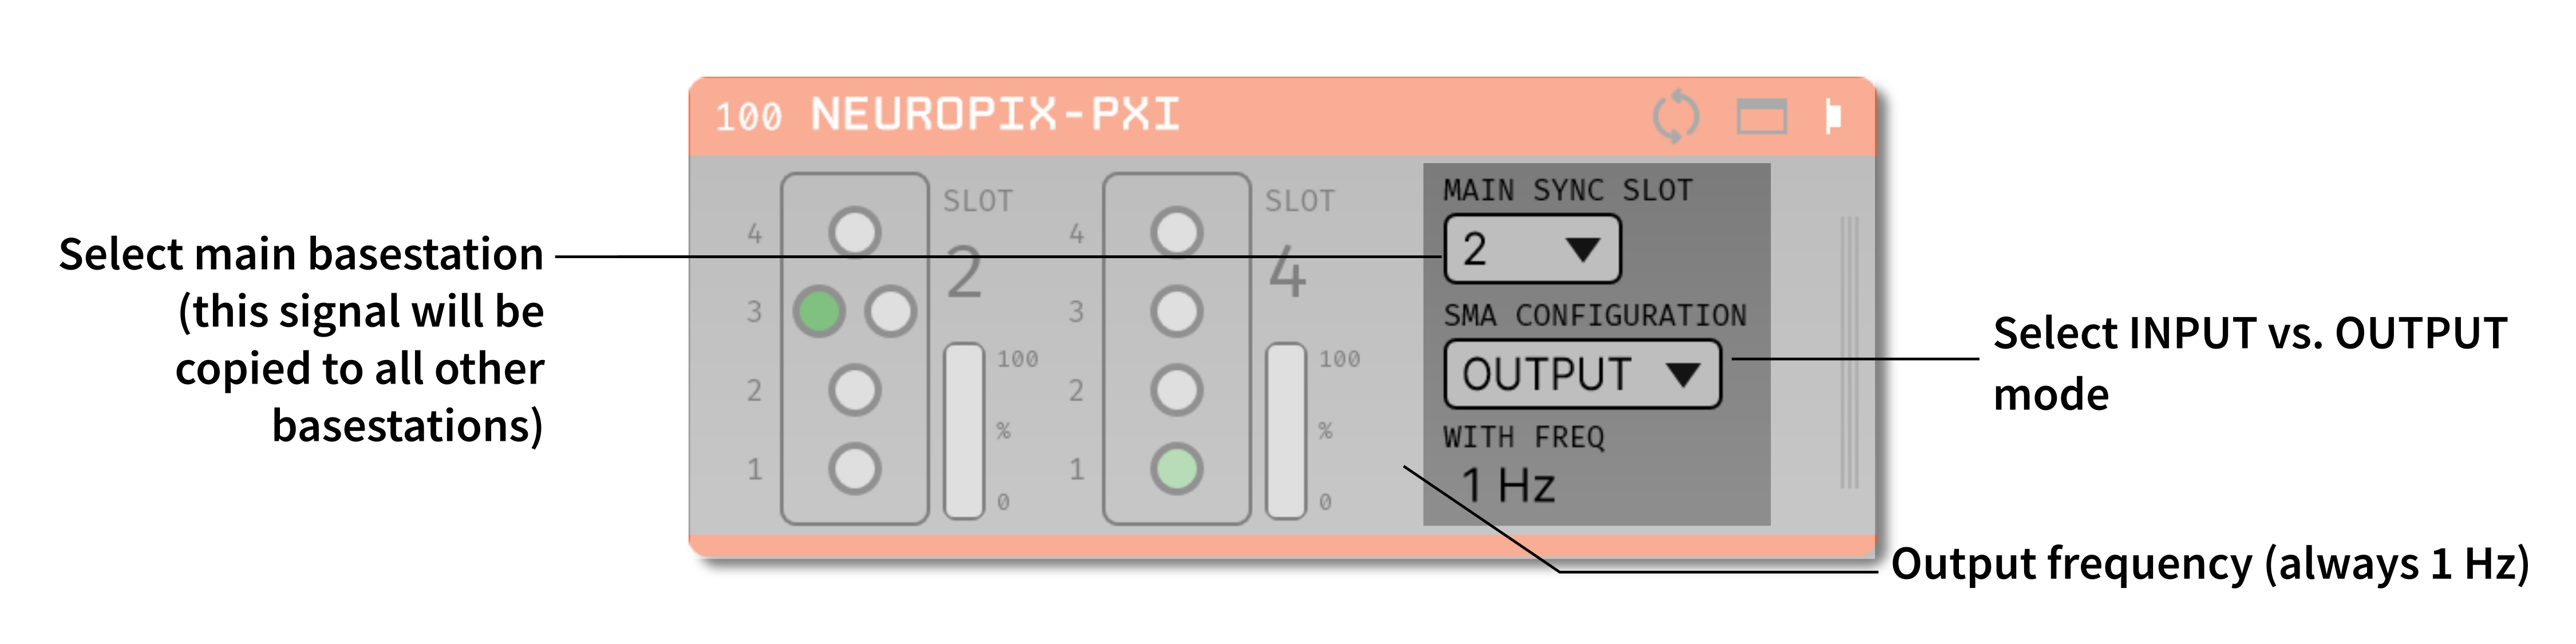 100 NEUROPIX-PXI
Select main basestation
(this signal will be
copied to all other
basestations)
4
3
2
1
SLOT
2
100
%
0
4
3
2
1
SLOT
4
100
%
0
MAIN SYNC SLOT
2
SMA CONFIGURATION
OUTPUT
WITH FREQ
1 Hz
Select INPUT vs. OUTPUT
mode
Output frequency (always 1 Hz)